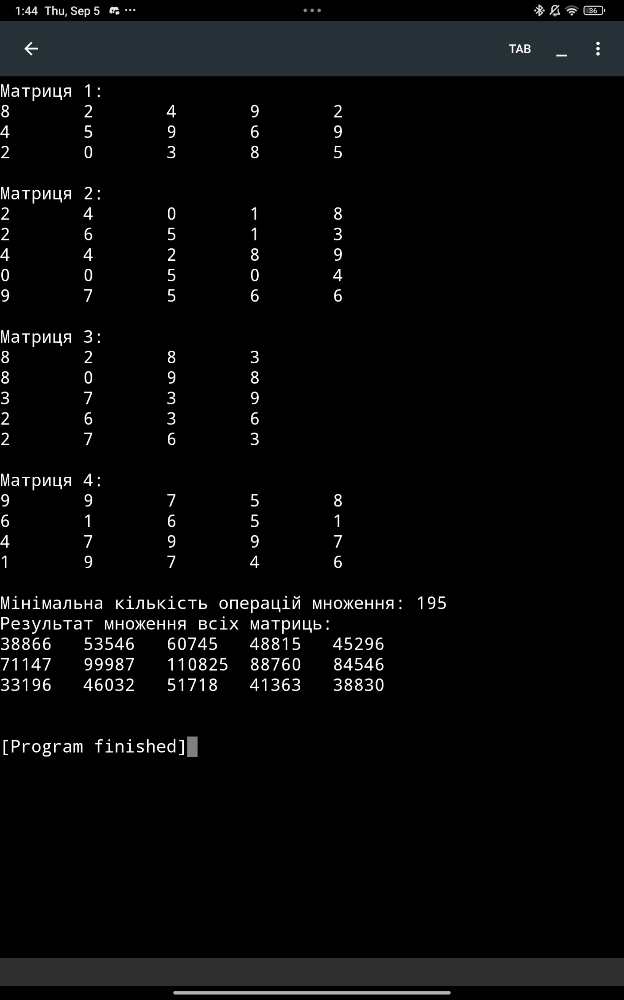 1:44 Thu, Sep 5 36
TAB
Матриця 1:
8 2 4 9 2
4 5 9 6 9
2 0 3 8 5
Матриця 2:
2 4 0 1 8
2 6 5 1 3
4 4 2 8 9
0 0 5 0 4
9 7 5 6 6
Матриця 3:
8 2 8 3
8 0 9 8
3 7 3 9
2 6 3 6
2 7 6 3
Матриця 4:
9 9 7 5 8
6 1 6 5 1
4 7 9 9 7
1 9 7 4 6
Мінімальна кількість операцій множення: 195
Результат множення всіх матриць:
38866 53546 60745 48815 45296
71147 99987 110825 88760 84546
33196 46032 51718 41363 38830
[Program finished]